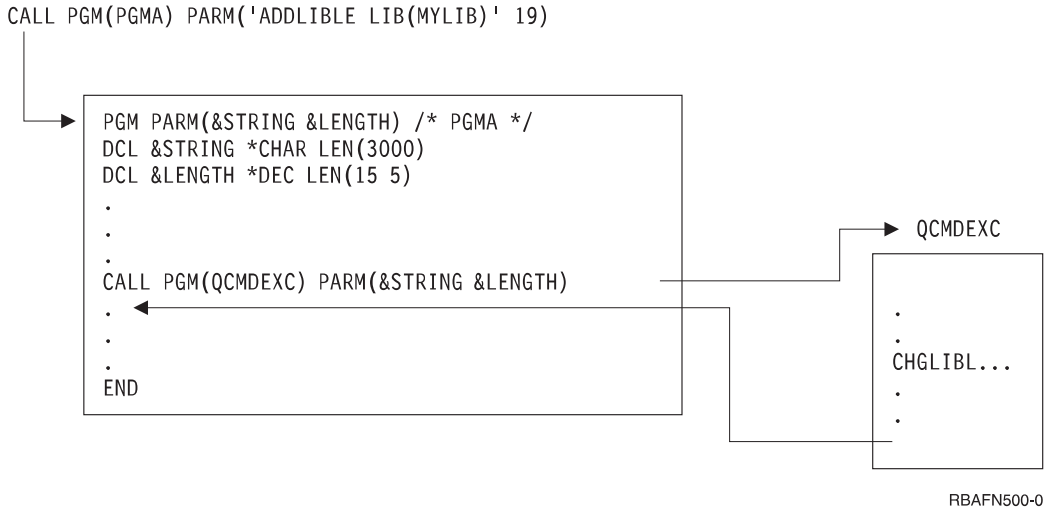 CALL PGM(PGMA) PARM('ADDLIBLE LIB(MYLIB)' 19)
PGM PARM(&STRING &LENGTH) /* PGMA */
DCL &STRING *CHAR LEN(3000)
DCL &LENGTH *DEC LEN(15 5)
.
.
.
CALL PGM(QCMDEXC) PARM(&STRING &LENGTH)
.
.
.
END
QCMDEXC
.
.
CHGLIBL...
.
.
RBAFN500-0